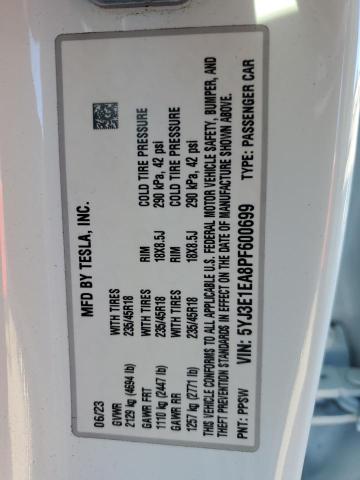 MFD BY TESLA, INC.
06/23
GVWR WITH TIRES RIM COLD TIRE PRESSURE
2129 kg (4694 lb) 235/45R18 18X8.5J 290 kPa, 42 psi
GAWR FRT WITH TIRES RIM COLD TIRE PRESSURE
1110 kg (2447 lb) 235/45R18 18X8.5J 290 kPa, 42 psi
GAWR RR WITH TIRES
1257 kg (2771 lb) 235/45R18
THIS VEHICLE CONFORMS TO ALL APPLICABLE U.S. FEDERAL MOTOR VEHICLE SAFETY, BUMPER, AND
THEFT PREVENTION STANDARDS IN EFFECT ON THE DATE OF MANUFACTURE SHOWN ABOVE.
VIN: 5YJ3E1EA8PF600699
PNT: PPSW TYPE: PASSENGER CAR